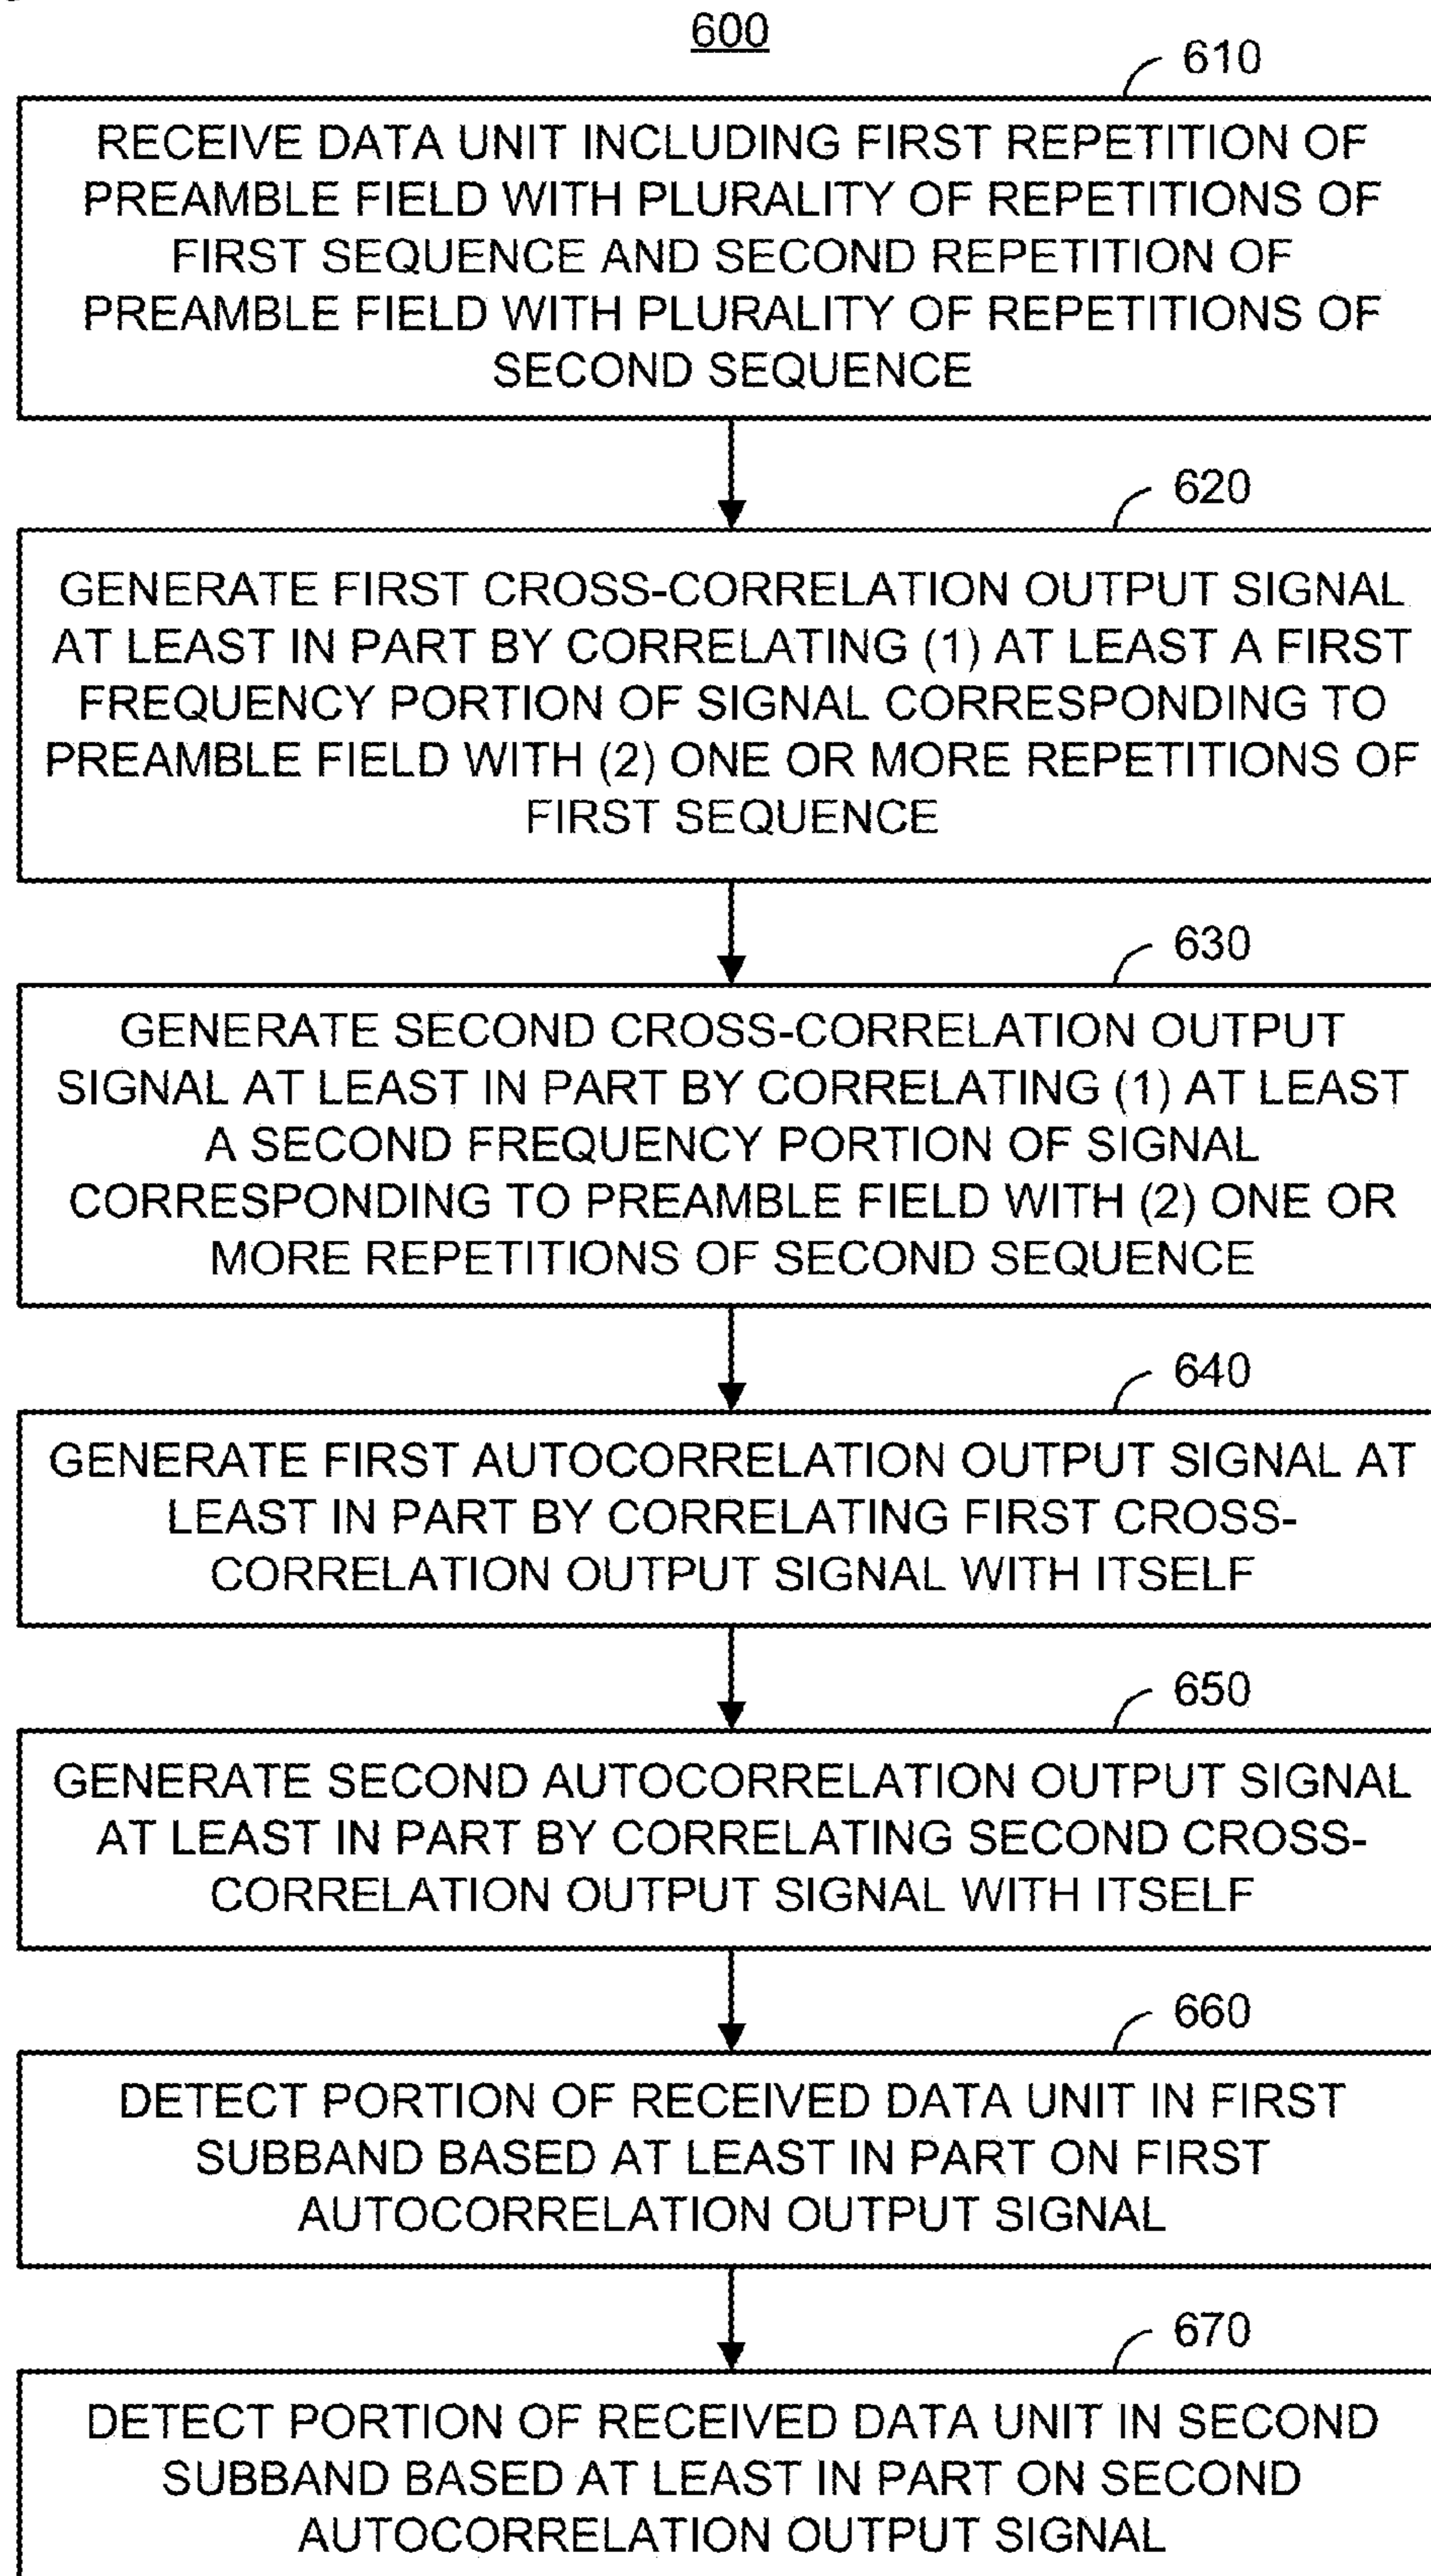 600
610
RECEIVE DATA UNIT INCLUDING FIRST REPETITION OF
PREAMBLE FIELD WITH PLURALITY OF REPETITIONS OF
FIRST SEQUENCE AND SECOND REPETITION OF
PREAMBLE FIELD WITH PLURALITY OF REPETITIONS OF
SECOND SEQUENCE
620
GENERATE FIRST CROSS-CORRELATION OUTPUT SIGNAL
AT LEAST IN PART BY CORRELATING (1) AT LEAST A FIRST
FREQUENCY PORTION OF SIGNAL CORRESPONDING TO
PREAMBLE FIELD WITH (2) ONE OR MORE REPETITIONS OF
FIRST SEQUENCE
630
GENERATE SECOND CROSS-CORRELATION OUTPUT
SIGNAL AT LEAST IN PART BY CORRELATING (1) AT LEAST
A SECOND FREQUENCY PORTION OF SIGNAL
CORRESPONDING TO PREAMBLE FIELD WITH (2) ONE OR
MORE REPETITIONS OF SECOND SEQUENCE
640
GENERATE FIRST AUTOCORRELATION OUTPUT SIGNAL AT
LEAST IN PART BY CORRELATING FIRST CROSS-
CORRELATION OUTPUT SIGNAL WITH ITSELF
650
GENERATE SECOND AUTOCORRELATION OUTPUT SIGNAL
AT LEAST IN PART BY CORRELATING SECOND CROSS-
CORRELATION OUTPUT SIGNAL WITH ITSELF
660
DETECT PORTION OF RECEIVED DATA UNIT IN FIRST
SUBBAND BASED AT LEAST IN PART ON FIRST
AUTOCORRELATION OUTPUT SIGNAL
670
DETECT PORTION OF RECEIVED DATA UNIT IN SECOND
SUBBAND BASED AT LEAST IN PART ON SECOND
AUTOCORRELATION OUTPUT SIGNAL